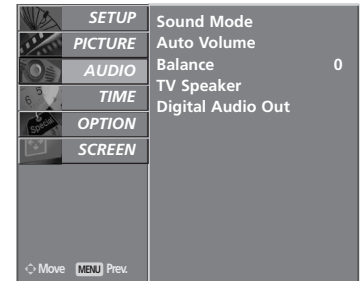 SETUP
PICTURE
AUDIO
TIME
OPTION
Special
SCREEN
Move MENU Prev.
Sound Mode
Auto Volume
Balance 0
TV Speaker
Digital Audio Out